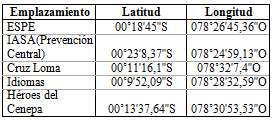 Emplazamiento Latitud Longitud
ESPE 00°18'45"S 078°26'45,36"O
IASA(Prevención
Central) 00°23'8,37"S 078°24'59,13"O
Cruz Loma 00°11'16,1"S 078°32'7,4"O
Idiomas 00°9'52,09"S 078°28'32,59"O
Héroes del
Cenepa 00°13'37,64"S 078°30'53,53"O